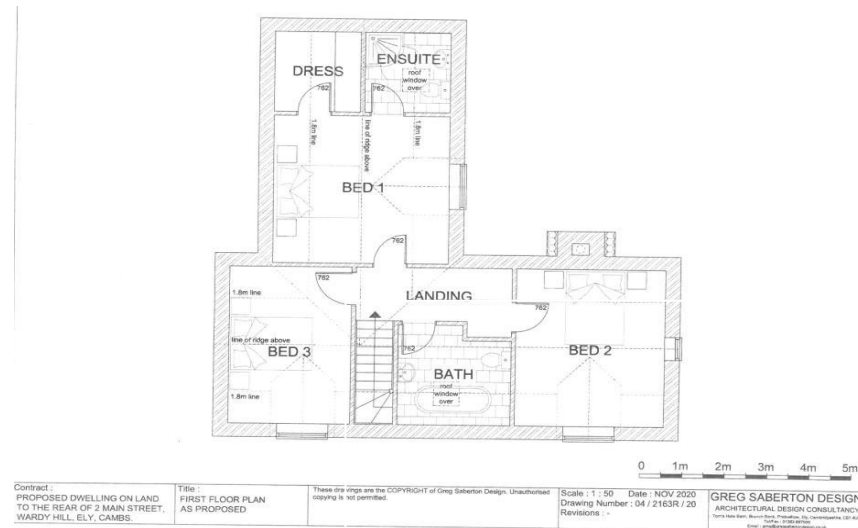 DRESS
ENSUITE
roof
window
over
762
762
1.8m line
line of ridge above
1.8m line
BED 1
762
762
1.8m line
LANDING
762
line of ridge above
BED 3
762
BED 2
BATH
roof
window
over
1.8m line
0 1m 2m 3m 4m 5m
Contract :
PROPOSED DWELLING ON LAND
TO THE REAR OF 2 MAIN STREET,
WARDY HILL, ELY, CAMBS.
Title :
FIRST FLOOR PLAN
AS PROPOSED
These drawings are the COPYRIGHT of Greg Saberton Design. Unauthorised
copying is not permitted.
Scale : 1 : 50 Date : NOV 2020
Drawing Number : 04 / 2163R / 20
Revisions : -
GREG SABERTON DESIGN
ARCHITECTURAL DESIGN CONSULTANCY